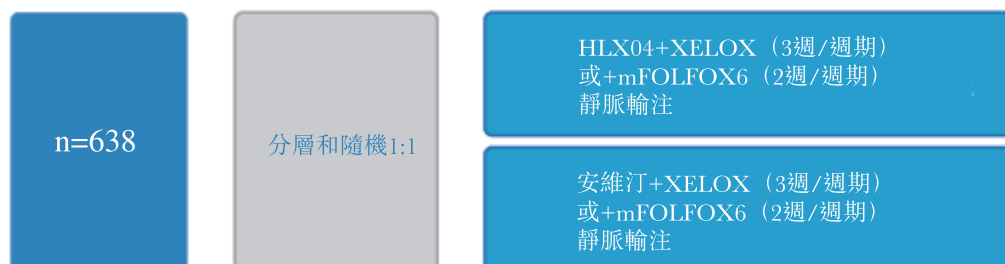 n=638
分層和隨機1:1
HLX04+XELOX（3週/週期）
或+mFOLFOX6（2週/週期）
靜脈輸注
安維汀+XELOX（3週/週期）
或+mFOLFOX6（2週/週期）
靜脈輸注